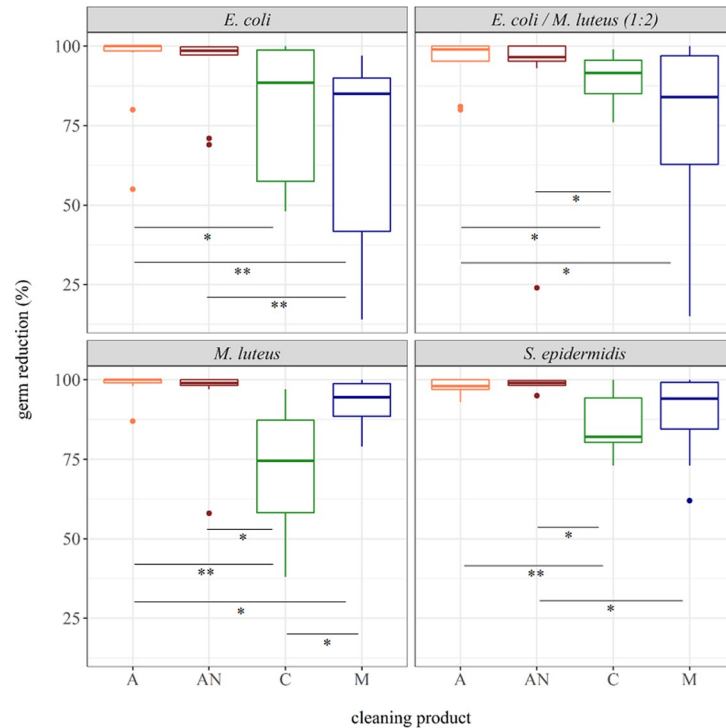 E. coli
E. coli / M. luteus (1:2)
100
75
50
25
*
**
**
*
*
*
germ reduction (%)
M. luteus
S. epidermidis
100
75
50
25
*
**
*
*
*
**
*
A
AN
C
M
A
AN
C
M
cleaning product